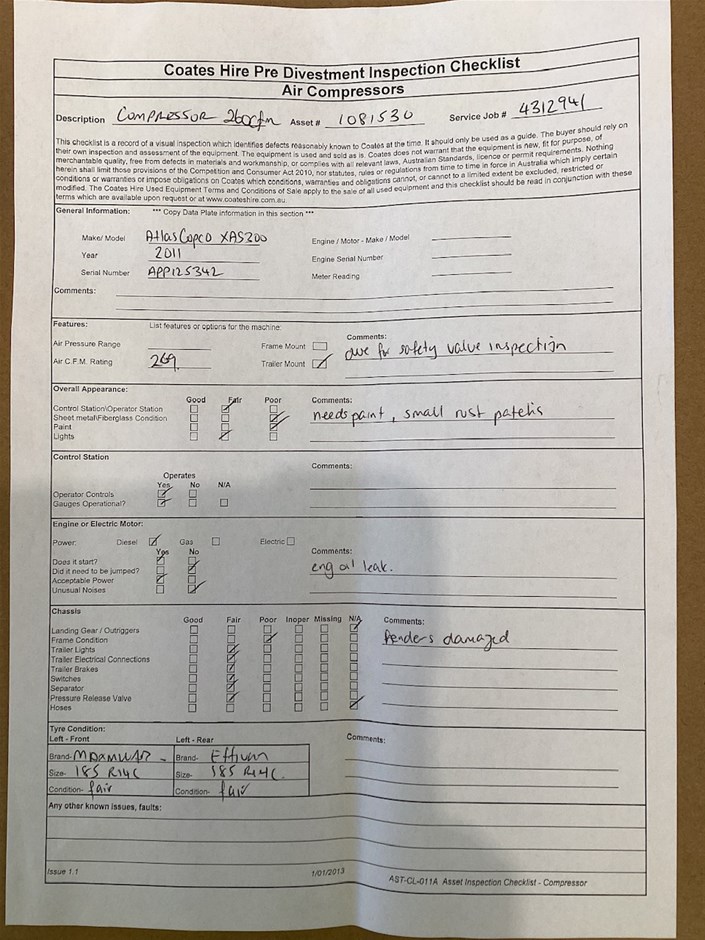 Coates Hire Pre Divestment Inspection Checklist
Air Compressors
Description Compressor 260cfm Asset # 1081530 Service Job # 4312941
This checklist is a record of a visual inspection which identifies defects reasonably known to Coates at the time. It should only be used as a guide. The buyer should rely on
their own inspection and assessment of the equipment. The equipment is used and sold as is. Coates does not warrant that the equipment is new, fit for purpose, of
merchantable quality, free from defects in materials and workmanship, or complies with all relevant laws, Australian Standards, licence or permit requirements. Nothing
herein shall limit those provisions of the Competition and Consumer Act 2010, nor statutes, rules or regulations from time to time in force in Australia which imply certain
conditions or warranties or impose obligations on Coates which conditions, warranties and obligations cannot, or cannot to a limited extent be excluded, restricted or
modified. The Coates Hire Used Equipment Terms and Conditions of Sale apply to the sale of all used equipment and this checklist should be read in conjunction with these
terms which are available upon request or at www.coateshire.com.au.
General Information: *** Copy Data Plate Information in this section ***
Make/ Model Atlas Copco XAS300 Engine / Motor - Make / Model
Year 2011 Engine Serial Number
Serial Number APP125342 Meter Reading
Comments:
Features: List features or options for the machine: Comments:
Air Pressure Range Frame Mount due for safety value inspection
Air C.F.M. Rating 269. Trailer Mount
Overall Appearance: Good Fair Poor Comments:
Control Station\Operator Station
Sheet metal\Fiberglass Condition needs paint, small rust
Paint
Lights
Control Station Comments:
Operates
Yes No N/A
Operator Controls
Gauges Operational?
Engine or Electric Motor:
Power: Diesel Gas Electric
Yes No Comments:
Does it start?
Did it need to be jumped? eng oil leak.
Acceptable Power
Unusual Noises
Chassis Good Fair Poor Inoper Missing N/A Comments:
Landing Gear / Outriggers
Frame Condition fenders damaged
Trailer Lights
Trailer Electrical Connections
Trailer Brakes
Switches
Separator
Pressure Release Valve
Hoses
Tyre Condition: Comments:
Left - Front Left - Rear
Brand- Brand-
Size- 185 R14C Size- 185 R14C.
Condition- fair Condition- fair
Any other known issues, faults:
Issue 1.1 1/01/2013 AST-CL-011A Asset Inspection Checklist - Compressor